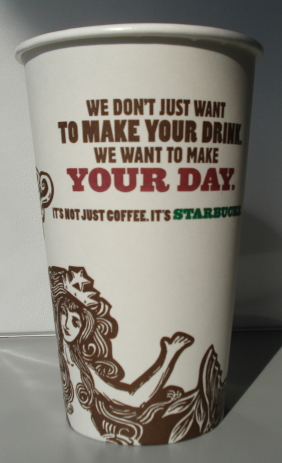 WE DON'T JUST WANT
TO MAKE YOUR DRINK.
WE WANT TO MAKE
YOUR DAY.
IT'S NOT JUST COFFEE. IT'S STARBUCKS